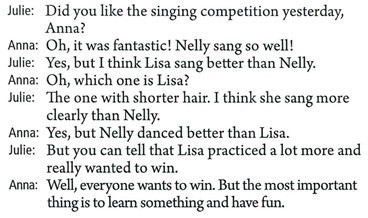 Julie: Did you like the singing competition yesterday,
Anna?
Anna: Oh, it was fantastic! Nelly sang so well!
Julie: Yes, but I think Lisa sang better than Nelly.
Anna: Oh, which one is Lisa?
Julie: The one with shorter hair. I think she sang more
clearly than Nelly.
Anna: Yes, but Nelly danced better than Lisa.
Julie: But you can tell that Lisa practiced a lot more and
really wanted to win.
Anna: Well, everyone wants to win. But the most important
thing is to learn something and have fun.